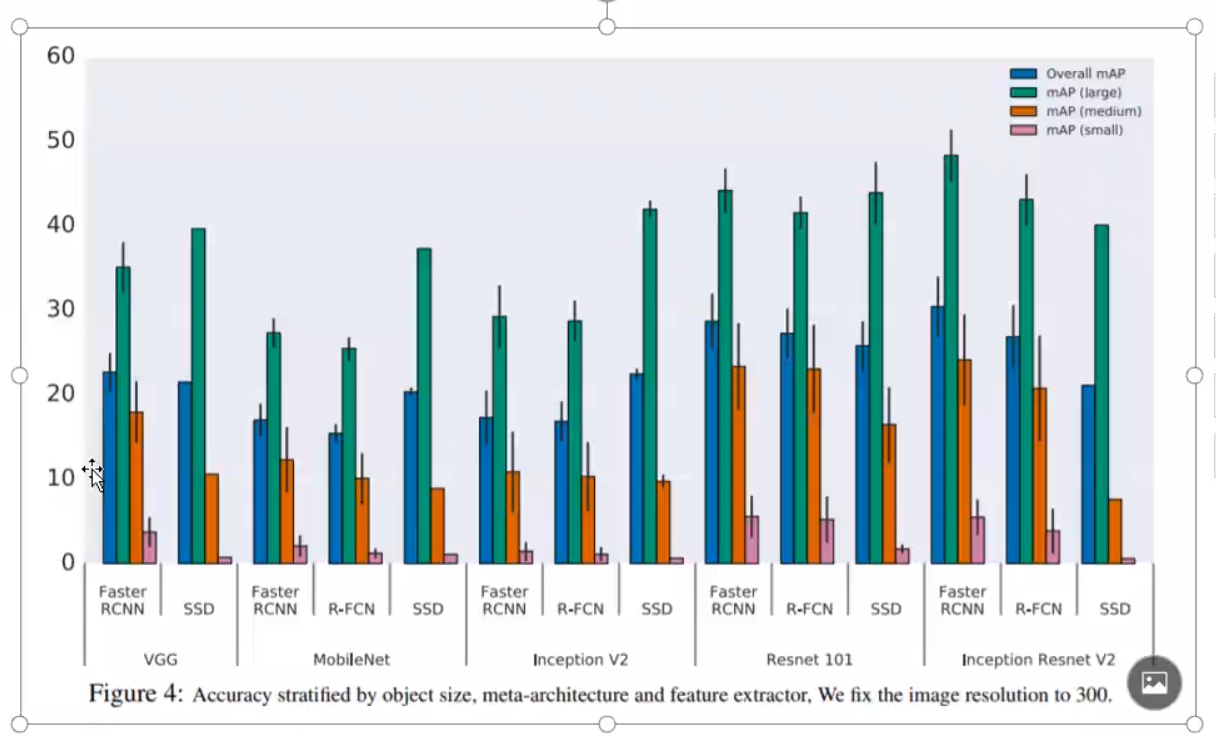 60
50
40
30
20
10
0
Overall mAP
mAP (large)
mAP (medium)
mAP (small)
Faster
RCNN
SSD
Faster
RCNN
R-FCN
SSD
Faster
RCNN
R-FCN
SSD
Faster
RCNN
R-FCN
SSD
Faster
RCNN
R-FCN
SSD
VGG
MobileNet
Inception V2
Resnet 101
Inception Resnet V2
Figure 4: Accuracy stratified by object size, meta-architecture and feature extractor, We fix the image resolution to 300.